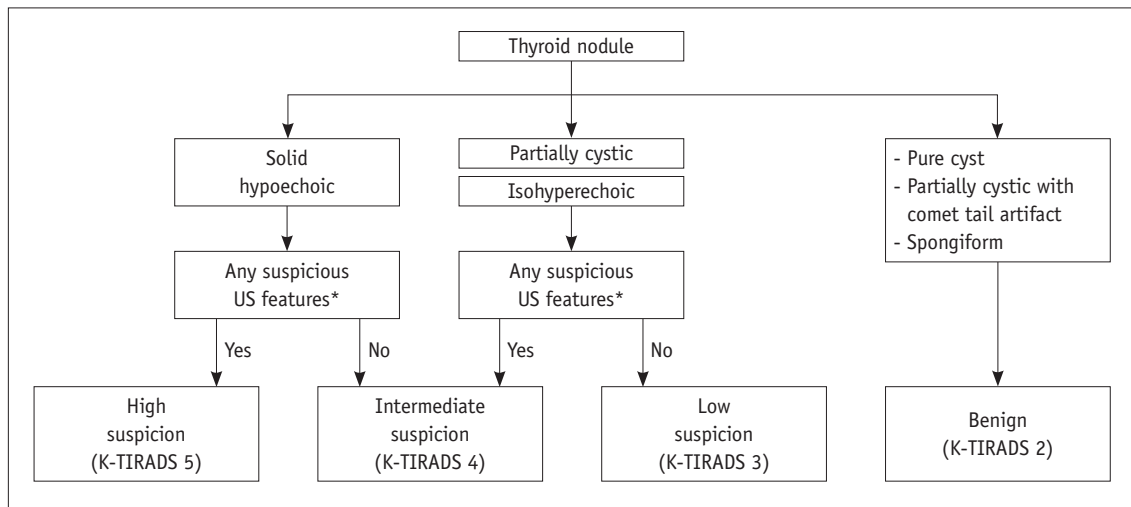 Thyroid nodule
Solid
hypoechoic
Partially cystic
Isohyperechoic
- Pure cyst
- Partially cystic with
comet tail artifact
- Spongiform
Any suspicious
US features*
Any suspicious
US features*
Yes
No
Yes
No
High
suspicion
(K-TIRADS 5)
Intermediate
suspicion
(K-TIRADS 4)
Low
suspicion
(K-TIRADS 3)
Benign
(K-TIRADS 2)